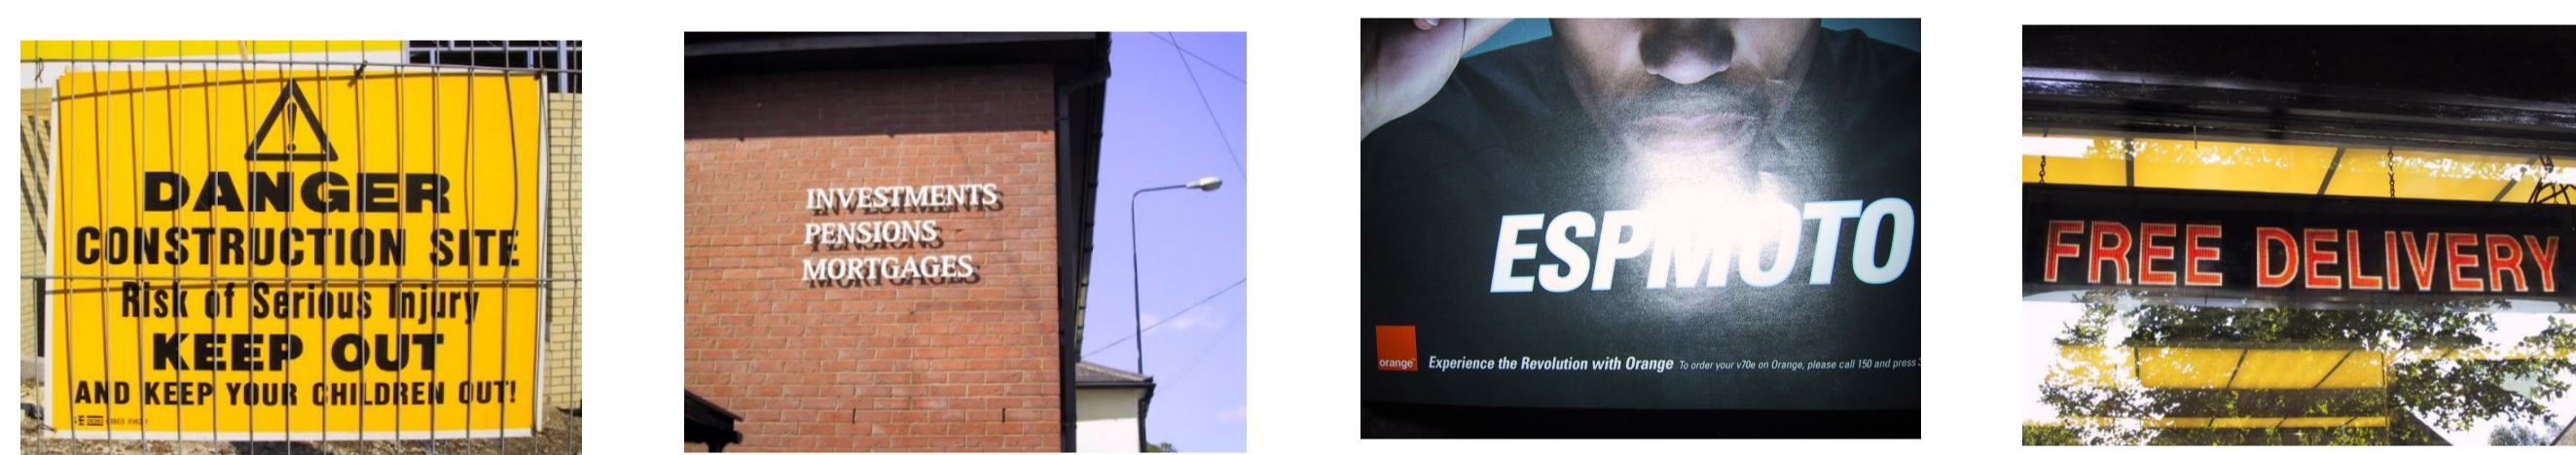 DANGER
CONSTRUCTION SITE
Risk of Serious Injury
KEEP OUT
AND KEEP YOUR CHILDREN OUT!
INVESTMENTS
PENSIONS
MORTGAGES
ESPMOTO
orange
Experience the Revolution with Orange To order your v70e on Orange, please call 150 and press
FREE DELIVERY